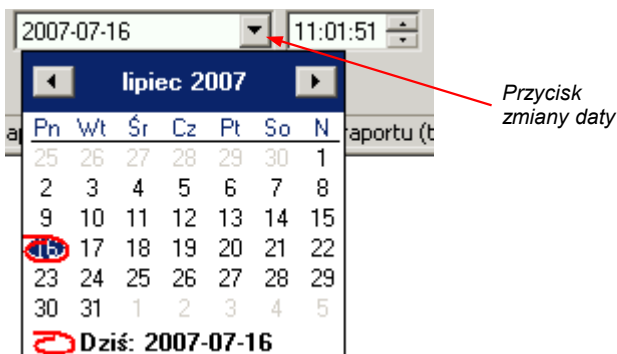 2007-07-16 11:01:51
lipiec 2007
Przycisk
zmiany daty
Pn Wt Śr Cz Pt So N
raportu (t
25 26 27 28 29 30 1
2 3 4 5 6 7 8
9 10 11 12 13 14 15
16 17 18 19 20 21 22
23 24 25 26 27 28 29
30 31 1 2 3 4 5
Dziś: 2007-07-16